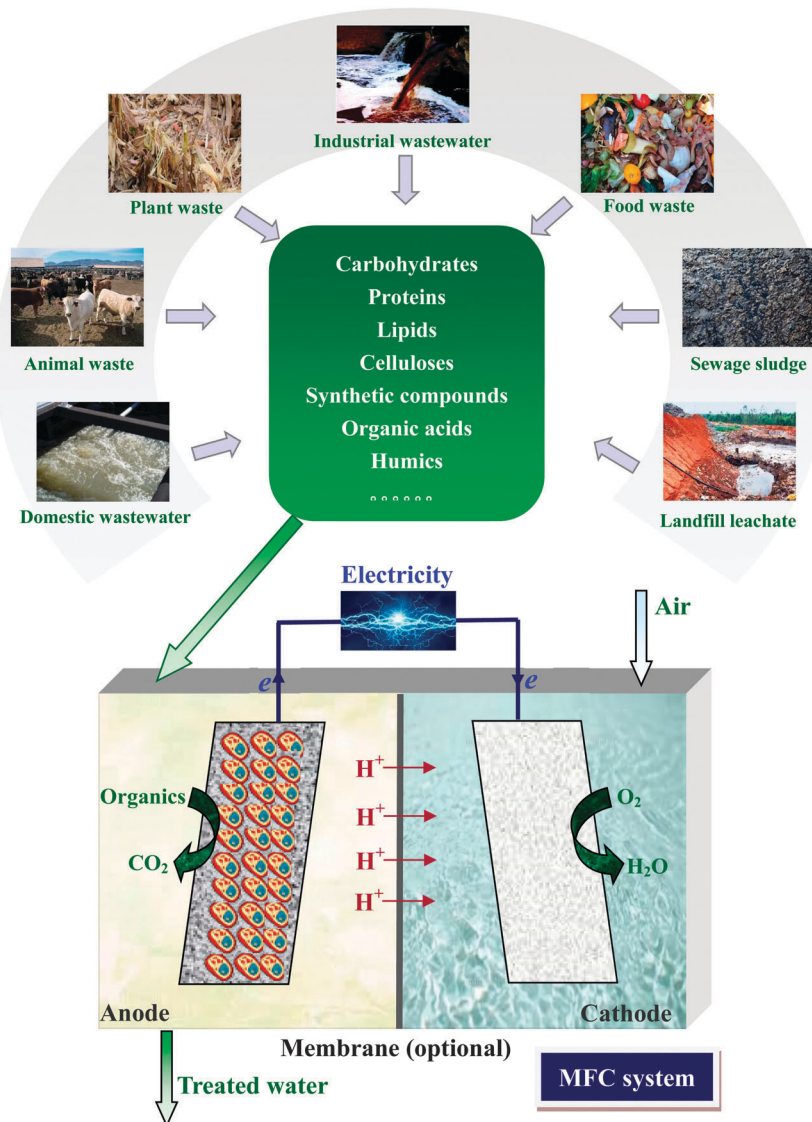 Industrial wastewater
Plant waste
Food waste
Animal waste
Sewage sludge
Domestic wastewater
Landfill leachate
Carbohydrates
Proteins
Lipids
Celluloses
Synthetic compounds
Organic acids
Humics
。。。。。。
Electricity
Air
e
e
H⁺
H⁺
H⁺
H⁺
Organics
CO₂
O₂
H₂O
Anode
Cathode
Membrane (optional)
Treated water
MFC system